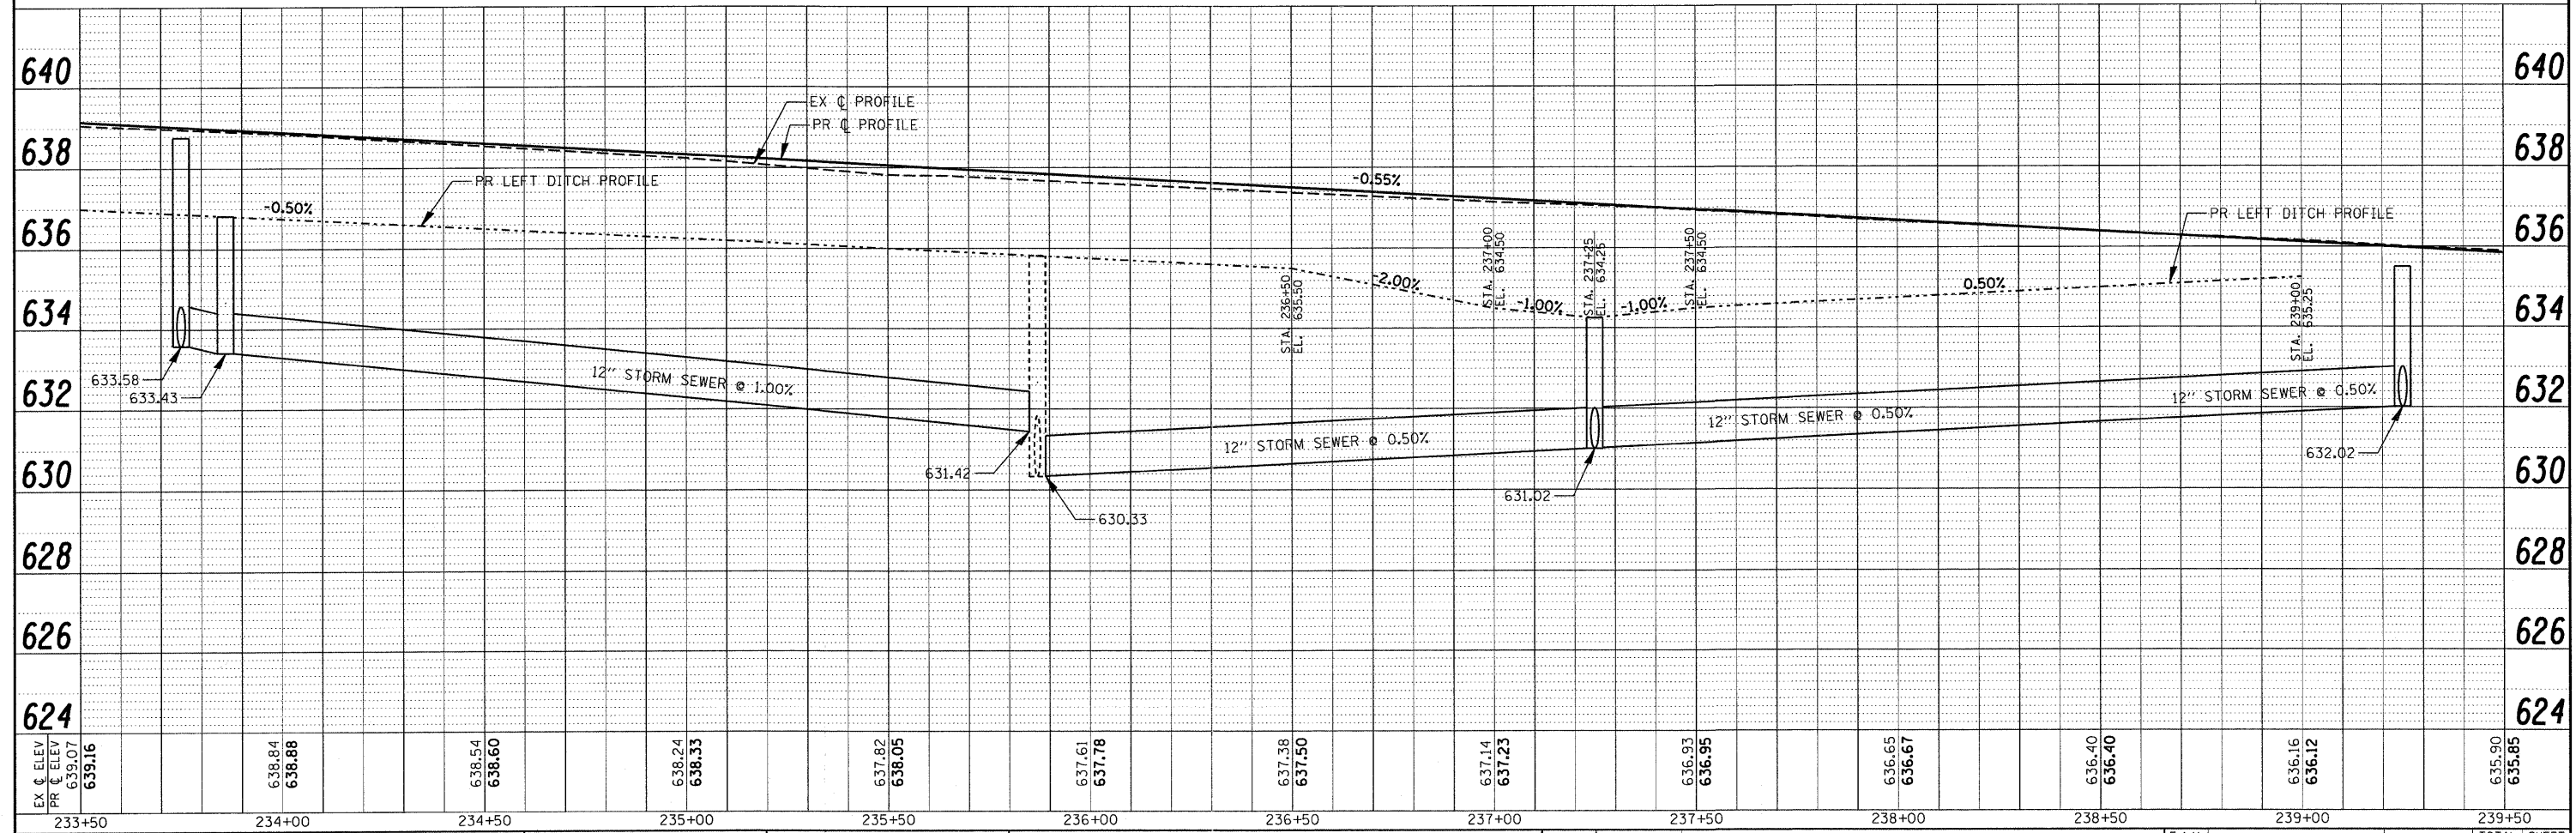 640
640
EX ℄ PROFILE
PR ℄ PROFILE
638
638
PR LEFT DITCH PROFILE
-0.55%
-0.50%
PR LEFT DITCH PROFILE
636
636
STA. 237+00
EL. 634.50
STA. 237+25
EL. 634.25
STA. 237+50
EL. 634.50
STA. 236+50
EL. 635.50
-2.00%
-1.00%
-1.00%
0.50%
STA. 239+00
EL. 635.25
634
634
633.58
633.43
12" STORM SEWER @ 1.00%
632
632
12" STORM SEWER @ 0.50%
12" STORM SEWER @ 0.50%
12" STORM SEWER @ 0.50%
631.42
630.33
631.02
632.02
630
630
628
628
626
626
624
624
EX ℄ ELEV
PR ℄ ELEV
639.07
639.16
638.84
638.88
638.54
638.60
638.24
638.33
637.82
638.05
637.61
637.78
637.38
637.50
637.14
637.23
636.93
636.95
636.65
636.67
636.40
636.40
636.16
636.12
635.90
635.85
233+50 234+00 234+50 235+00 235+50 236+00 236+50 237+00 237+50 238+00 238+50 239+00 239+50